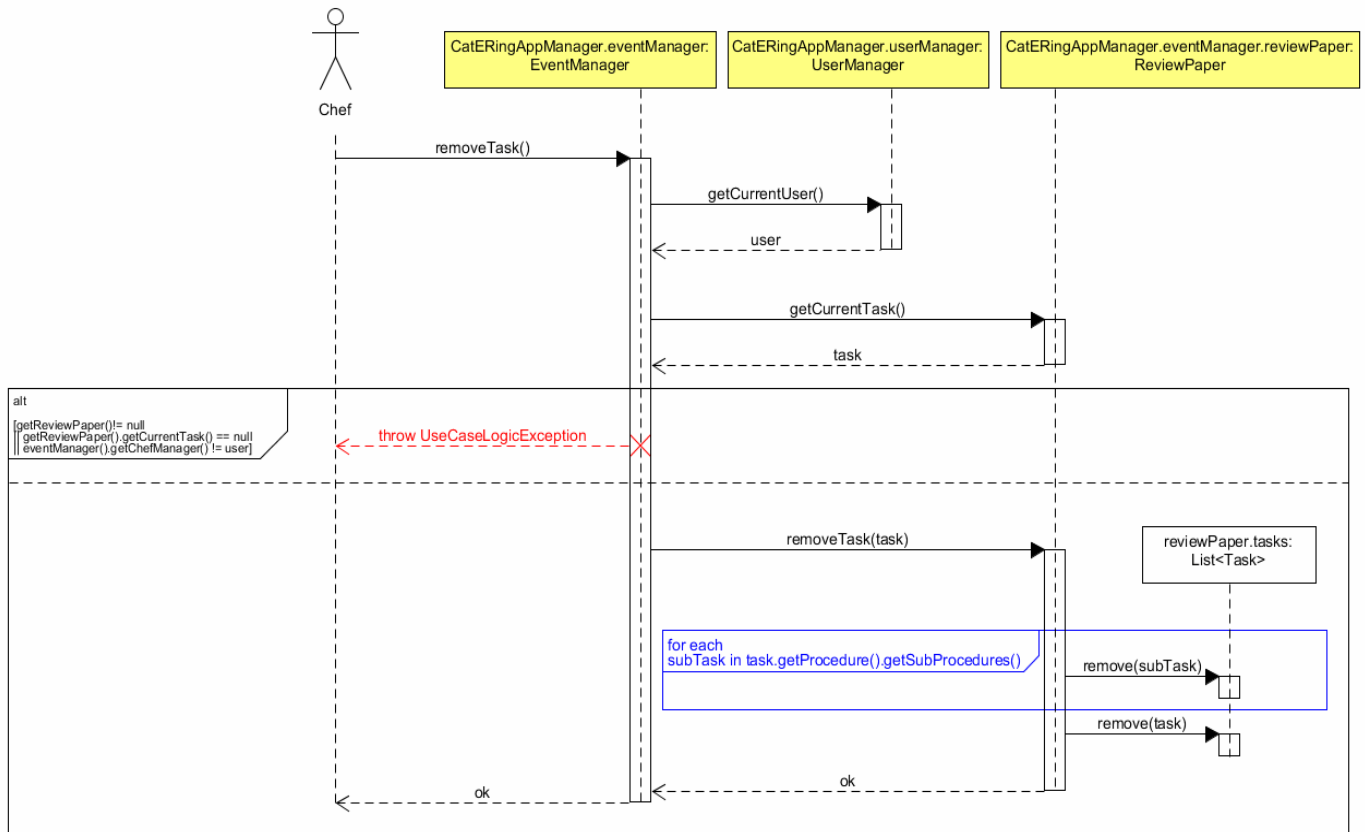 CatERingAppManager.eventManager:
EventManager
CatERingAppManager.userManager:
UserManager
CatERingAppManager.eventManager.reviewPaper:
ReviewPaper
Chef
removeTask()
getCurrentUser()
user
getCurrentTask()
task
alt
[getReviewPaper()!= null
|| getReviewPaper().getCurrentTask() == null
|| eventManager().getChefManager() != user]
throw UseCaseLogicException
removeTask(task)
reviewPaper.tasks:
List<Task>
for each
subTask in task.getProcedure().getSubProcedures()
remove(subTask)
remove(task)
ok
ok